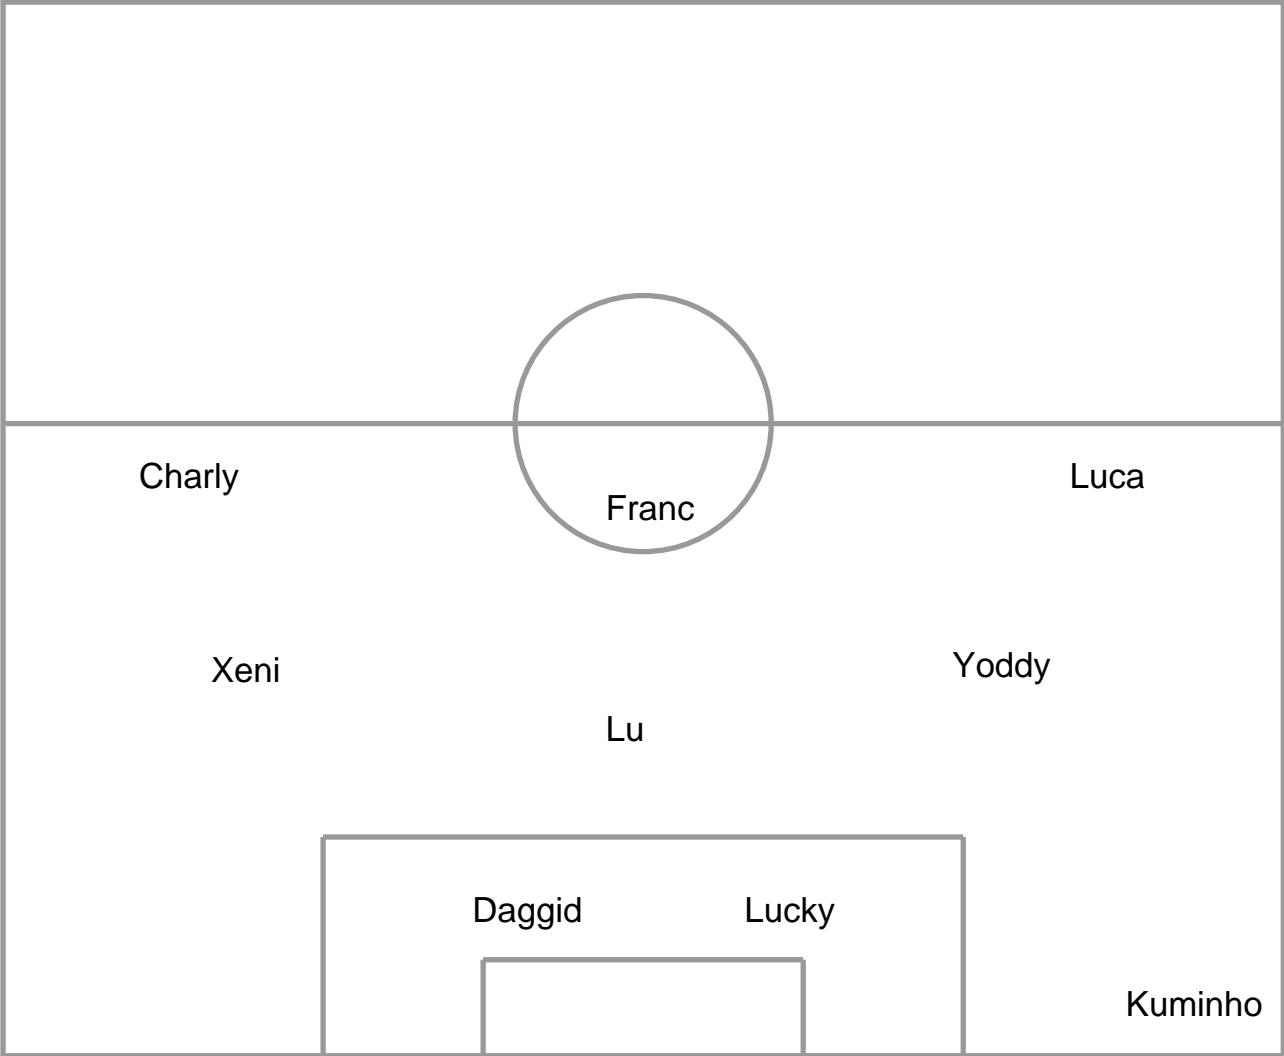 Charly
Luca
Franc
Xeni
Yoddy
Lu
Daggid
Lucky
Kuminho